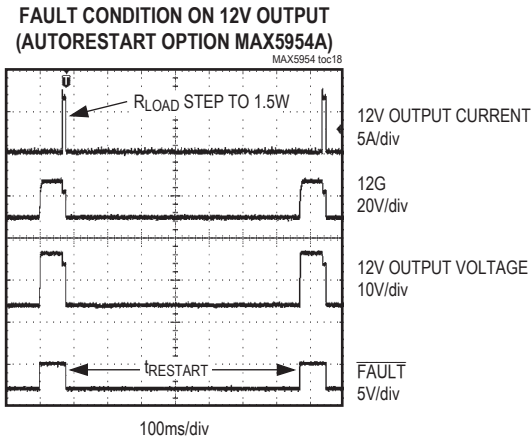 FAULT CONDITION ON 12V OUTPUT
(AUTORESTART OPTION MAX5954A)
MAX5954 toc18
T
RLOAD STEP TO 1.5W
12V OUTPUT CURRENT
5A/div
12G
20V/div
12V OUTPUT VOLTAGE
10V/div
tRESTART
FAULT
5V/div
100ms/div